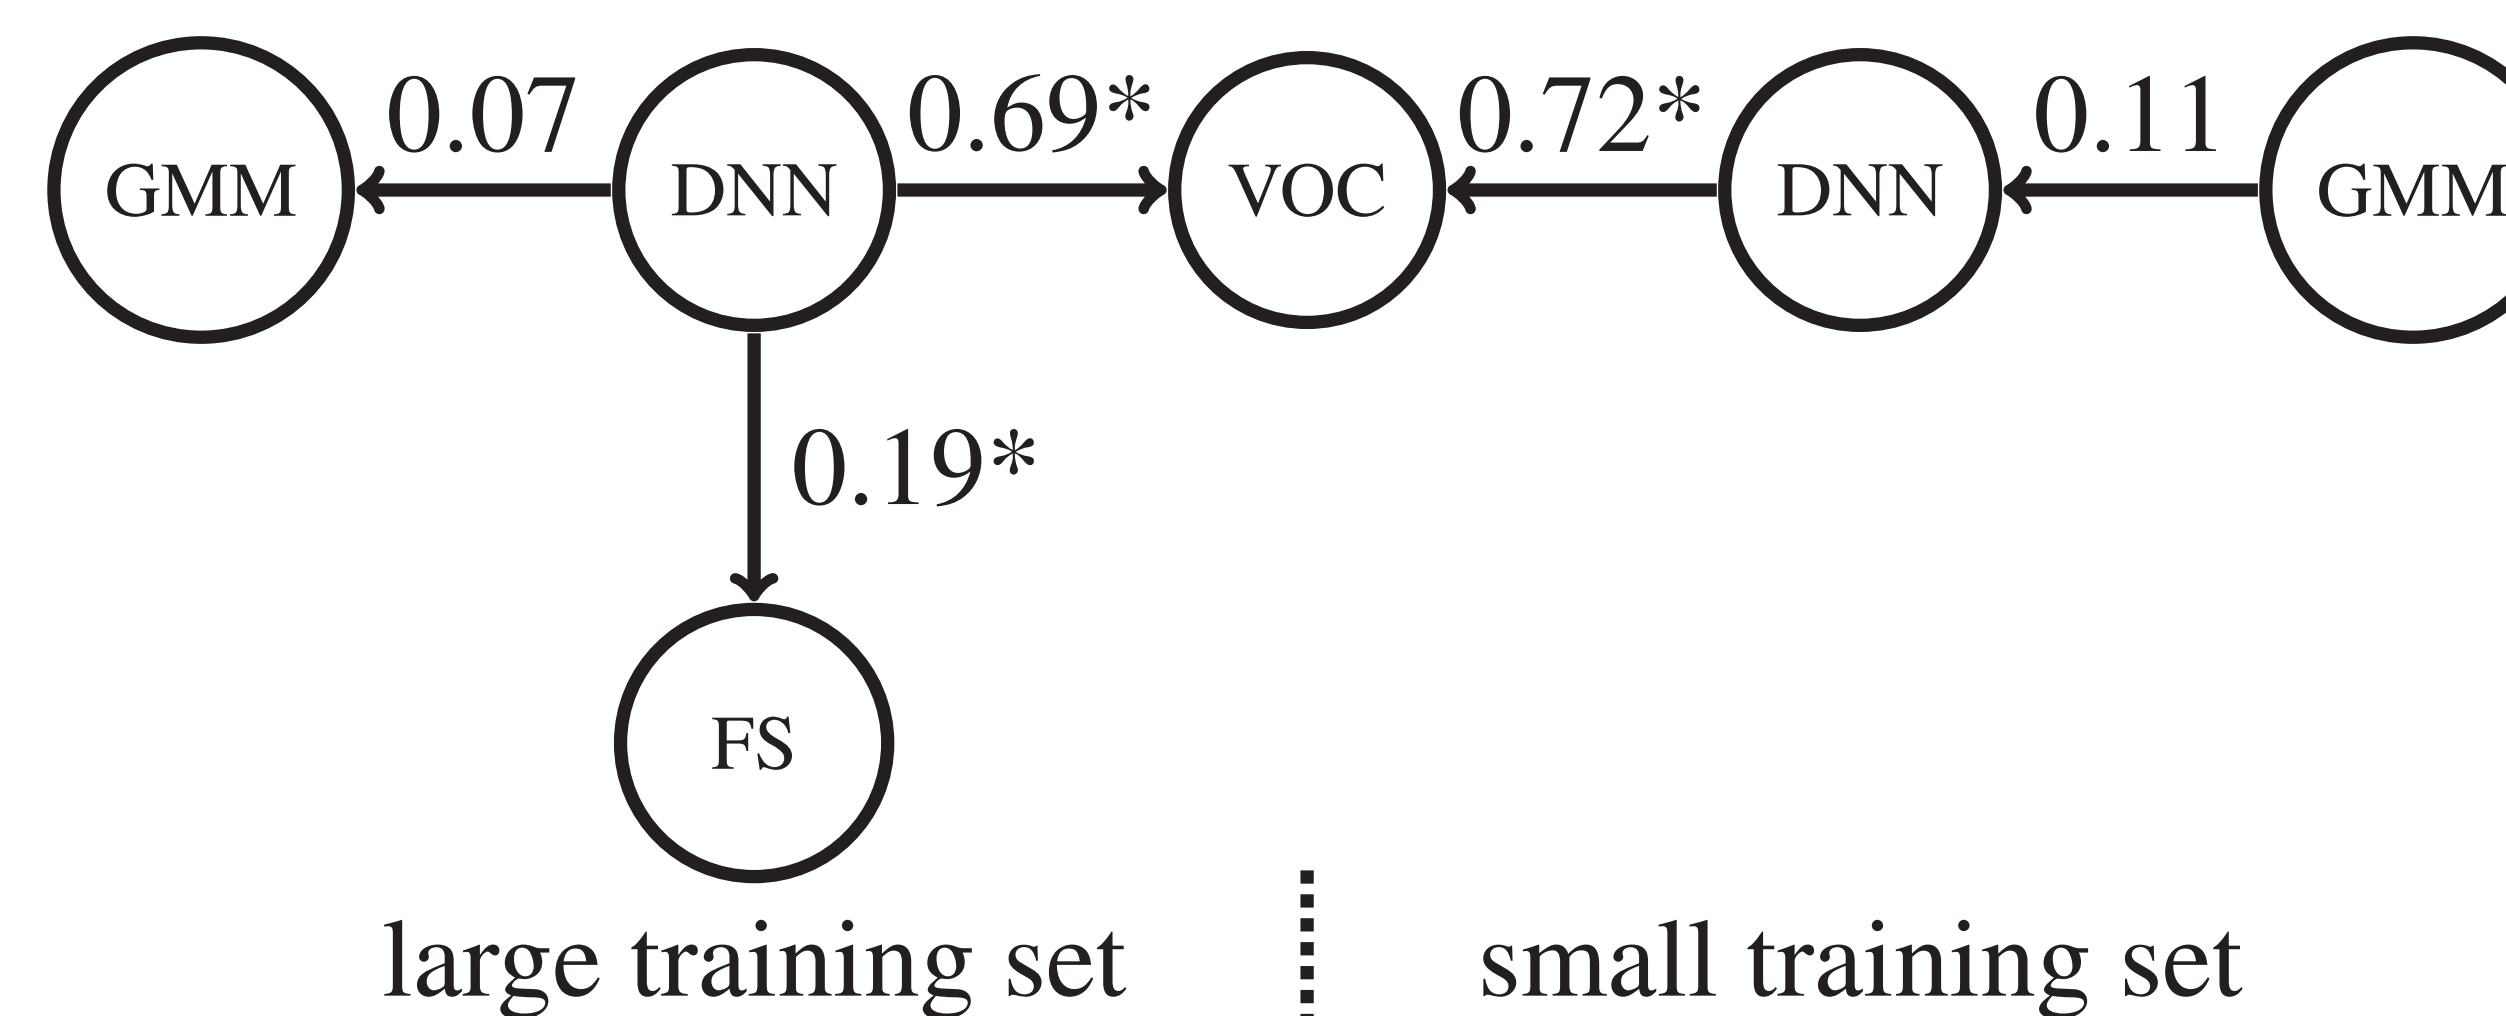 0.07 0.69* 0.72* 0.11
GMM DNN VoC DNN GMM
0.19*
FS
large training set small training set